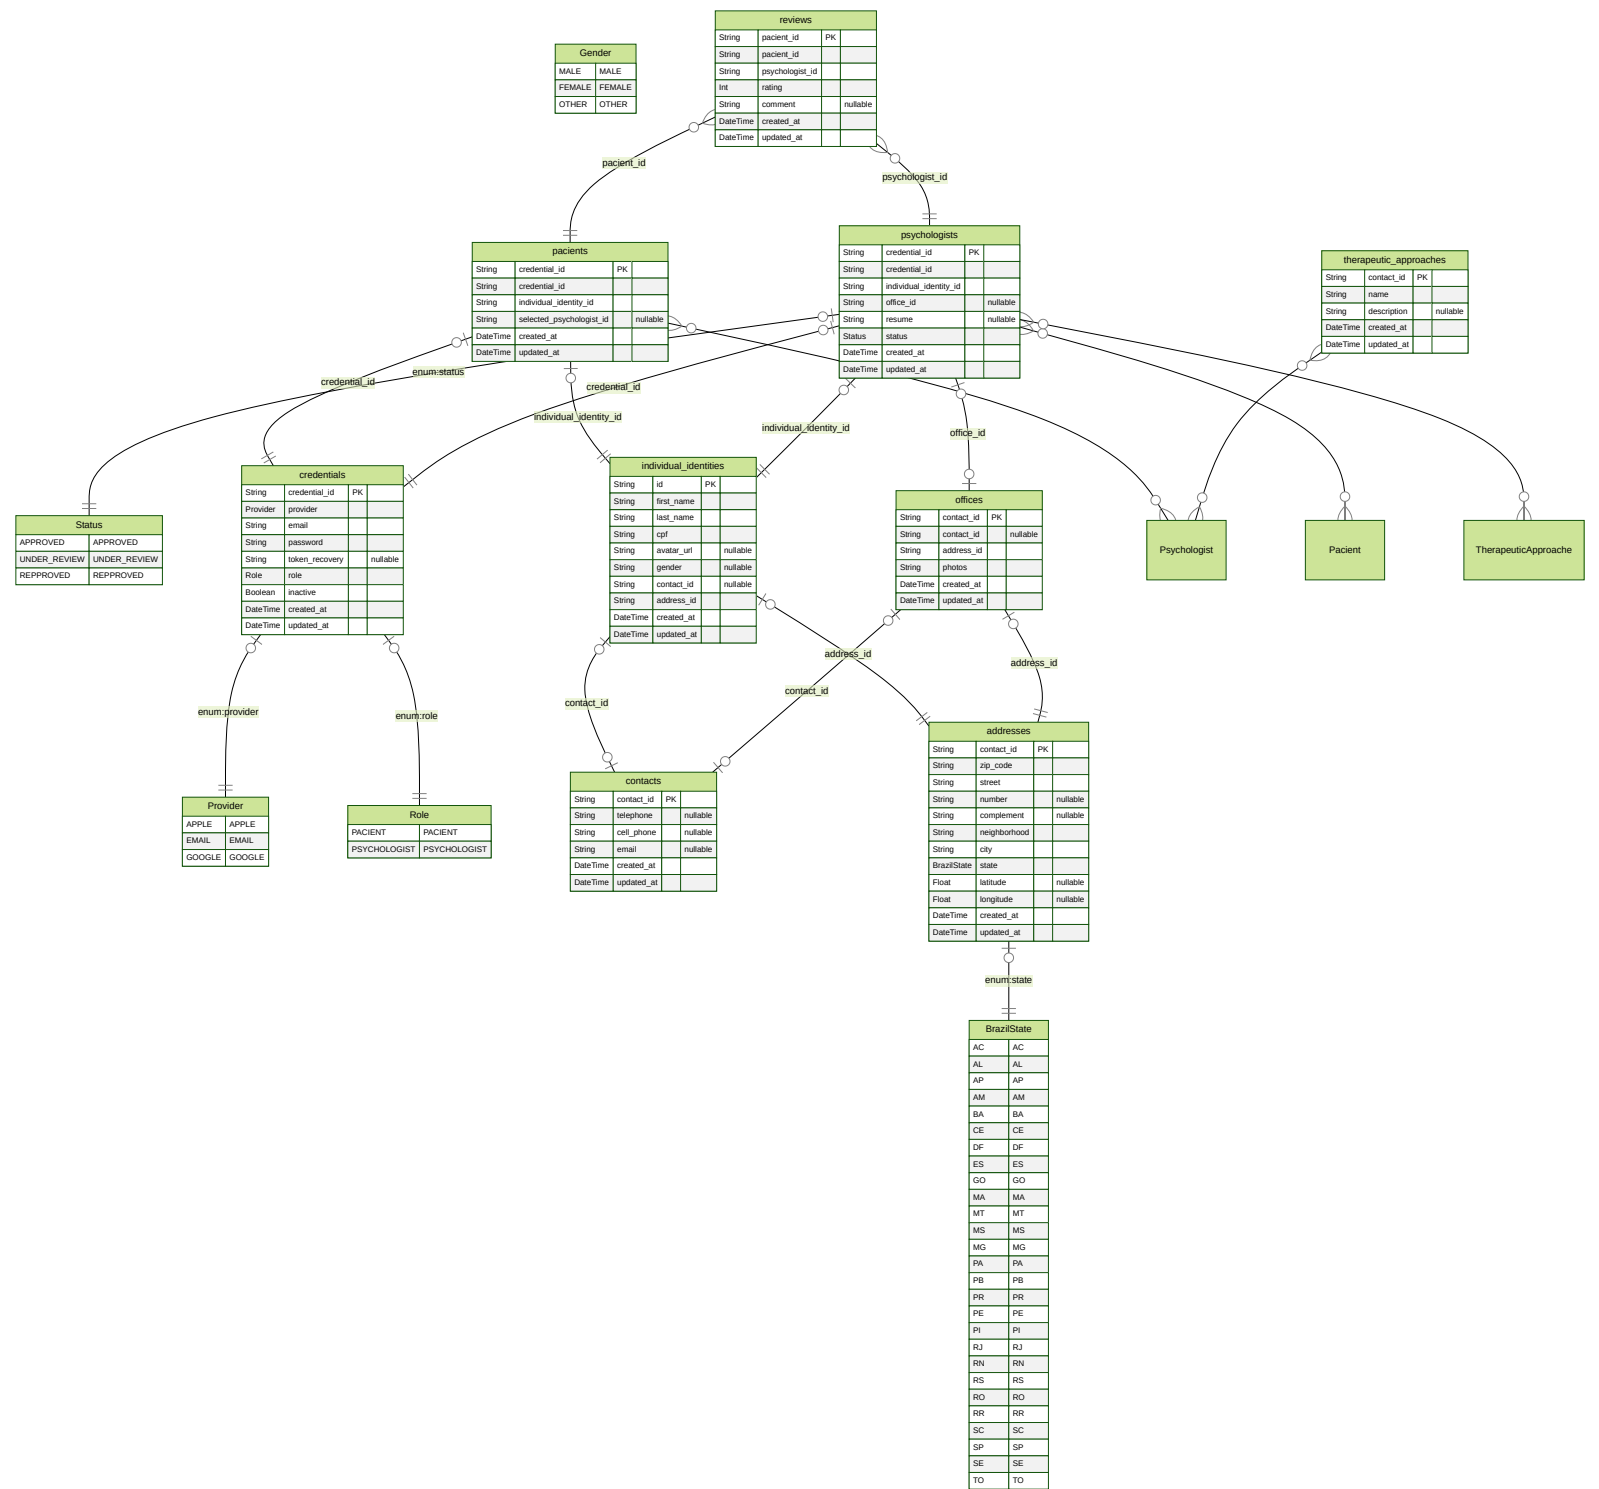 reviews
String pacient_id PK
String pacient_id
String psychologist_id
Int rating
String comment nullable
DateTime created_at
DateTime updated_at
Gender
MALE MALE
FEMALE FEMALE
OTHER OTHER
pacient_id
psychologist_id
pacients
String credential_id PK
String credential_id
String individual_identity_id
String selected_psychologist_id nullable
DateTime created_at
DateTime updated_at
psychologists
String credential_id PK
String credential_id
String individual_identity_id
String office_id nullable
String resume nullable
Status status
DateTime created_at
DateTime updated_at
therapeutic_approaches
String contact_id PK
String name
String description nullable
DateTime created_at
DateTime updated_at
enum:status
credential_id
credential_id
individual_identity_id
individual_identity_id
office_id
Status
APPROVED APPROVED
UNDER_REVIEW UNDER_REVIEW
REPPROVED REPPROVED
credentials
String credential_id PK
Provider provider
String email
String password
String token_recovery nullable
Role role
Boolean inactive
DateTime created_at
DateTime updated_at
individual_identities
String id PK
String first_name
String last_name
String cpf
String avatar_url nullable
String gender nullable
String contact_id nullable
String address_id
DateTime created_at
DateTime updated_at
offices
String contact_id PK
String contact_id nullable
String address_id
String photos
DateTime created_at
DateTime updated_at
Psychologist
Pacient
TherapeuticApproache
address_id
address_id
contact_id
contact_id
enum:provider
enum:role
Provider
APPLE APPLE
EMAIL EMAIL
GOOGLE GOOGLE
Role
PACIENT PACIENT
PSYCHOLOGIST PSYCHOLOGIST
contacts
String contact_id PK
String telephone nullable
String cell_phone nullable
String email nullable
DateTime created_at
DateTime updated_at
addresses
String contact_id PK
String zip_code
String street
String number nullable
String complement nullable
String neighborhood
String city
BrazilState state
Float latitude nullable
Float longitude nullable
DateTime created_at
DateTime updated_at
enum:state
BrazilState
AC AC
AL AL
AP AP
AM AM
BA BA
CE CE
DF DF
ES ES
GO GO
MA MA
MT MT
MS MS
MG MG
PA PA
PB PB
PR PR
PE PE
PI PI
RJ RJ
RN RN
RS RS
RO RO
RR RR
SC SC
SP SP
SE SE
TO TO